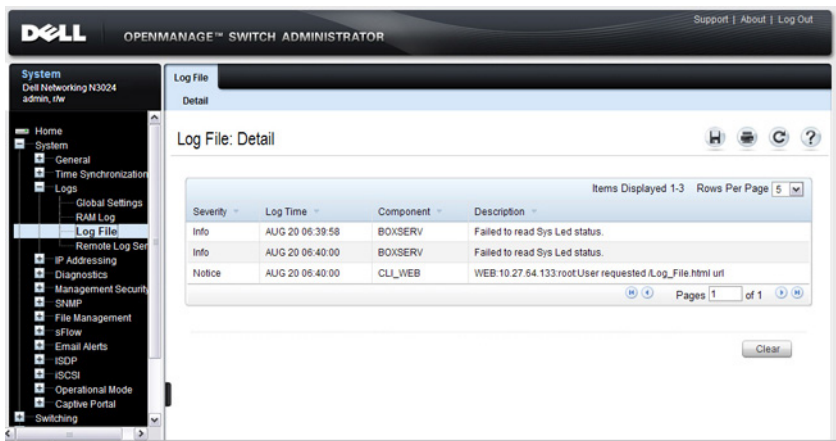 DELL
OPENMANAGE™ SWITCH ADMINISTRATOR
Support | About | Log Out
System
Dell Networking N3024
admin, r/w
Home
System
General
Time Synchronization
Logs
Global Settings
RAM Log
Log File
Remote Log Ser
IP Addressing
Diagnostics
Management Security
SNMP
File Management
sFlow
Email Alerts
ISDP
iSCSI
Operational Mode
Captive Portal
Switching
Log File
Detail
Log File: Detail
Items Displayed 1-3 Rows Per Page 5
Severity Log Time Component Description
Info AUG 20 06:39:58 BOXSERV Failed to read Sys Led status.
Info AUG 20 06:40:00 BOXSERV Failed to read Sys Led status.
Notice AUG 20 06:40:00 CLI_WEB WEB:10.27.64.133:root:User requested /Log_File.html url
Pages 1 of 1
Clear